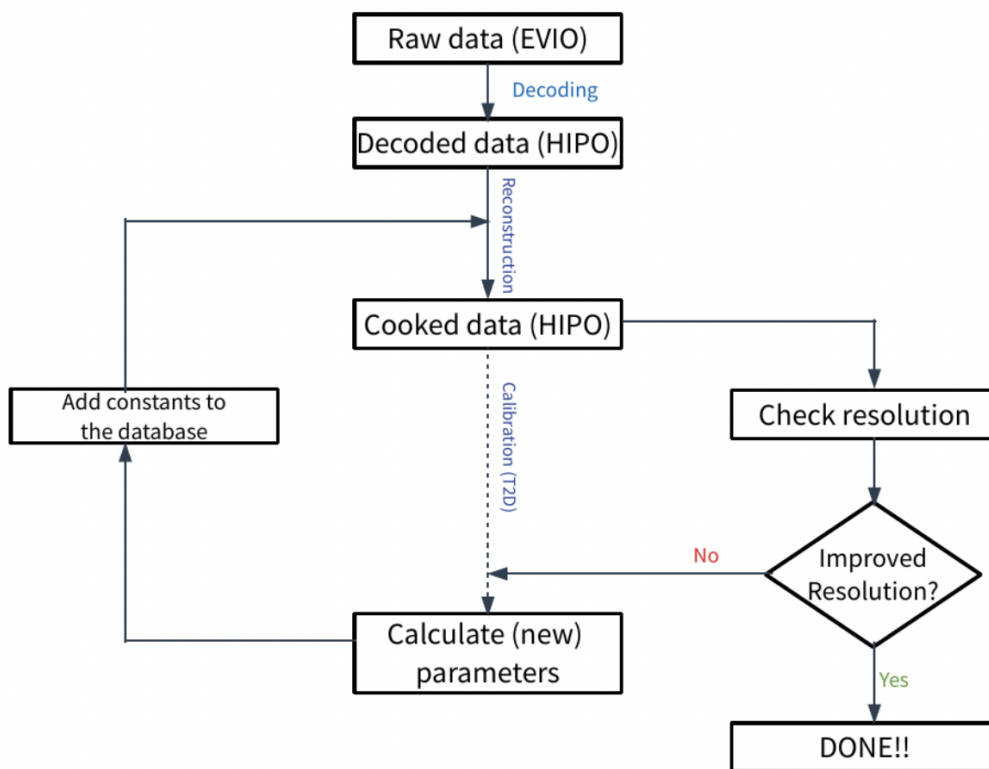 Raw data (EVIO)
Decoding
Decoded data (HIPO)
Reconstruction
Cooked data (HIPO)
Add constants to
the database
Calibration (T2D)
Check resolution
No
Improved
Resolution?
Calculate (new)
parameters
Yes
DONE!!